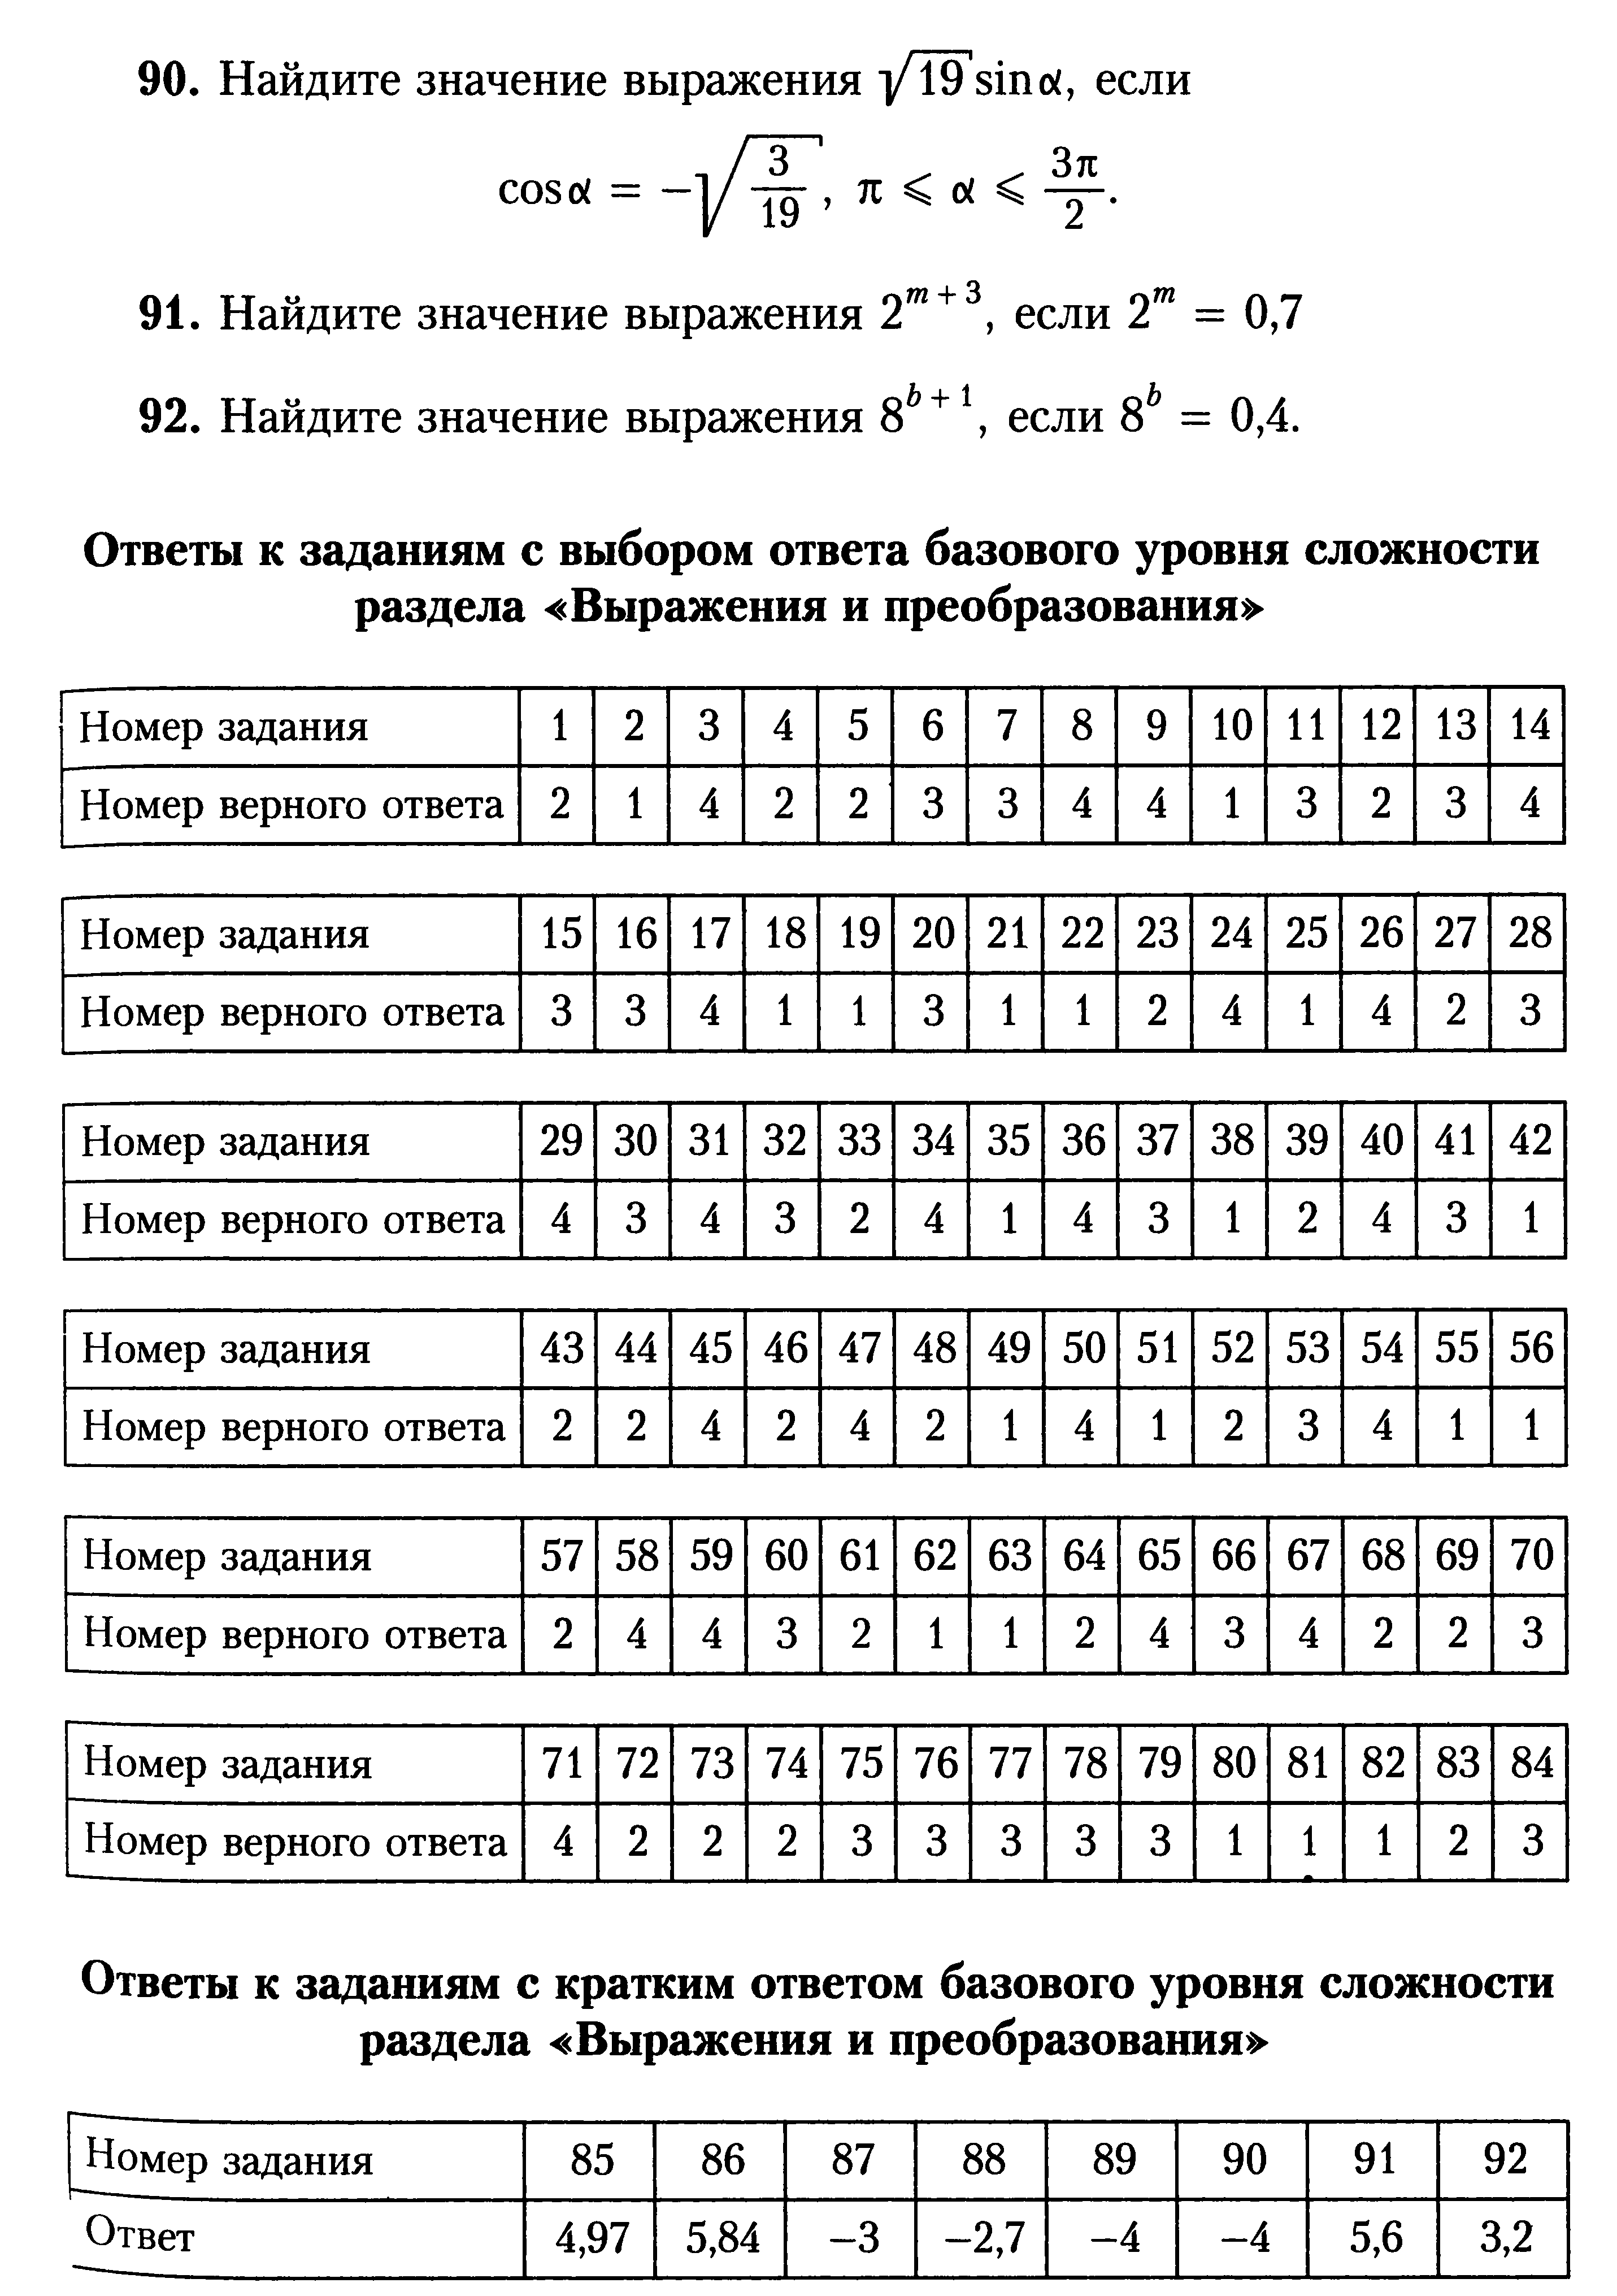 90. Найдите значение выражения √19 sin α, если
cos α = −√(3/19), π ⩽ α ⩽ 3π/2.
91. Найдите значение выражения 2^(m + 3), если 2^m = 0,7
92. Найдите значение выражения 8^(b + 1), если 8^b = 0,4.
Ответы к заданиям с выбором ответа базового уровня сложности
раздела «Выражения и преобразования»
Номер задания 1 2 3 4 5 6 7 8 9 10 11 12 13 14
Номер верного ответа 2 1 4 2 2 3 3 4 4 1 3 2 3 4
Номер задания 15 16 17 18 19 20 21 22 23 24 25 26 27 28
Номер верного ответа 3 3 4 1 1 3 1 1 2 4 1 4 2 3
Номер задания 29 30 31 32 33 34 35 36 37 38 39 40 41 42
Номер верного ответа 4 3 4 3 2 4 1 4 3 1 2 4 3 1
Номер задания 43 44 45 46 47 48 49 50 51 52 53 54 55 56
Номер верного ответа 2 2 4 2 4 2 1 4 1 2 3 4 1 1
Номер задания 57 58 59 60 61 62 63 64 65 66 67 68 69 70
Номер верного ответа 2 4 4 3 2 1 1 2 4 3 4 2 2 3
Номер задания 71 72 73 74 75 76 77 78 79 80 81 82 83 84
Номер верного ответа 4 2 2 2 3 3 3 3 3 1 1 1 2 3
Ответы к заданиям с кратким ответом базового уровня сложности
раздела «Выражения и преобразования»
Номер задания 85 86 87 88 89 90 91 92
Ответ 4,97 5,84 −3 −2,7 −4 −4 5,6 3,2